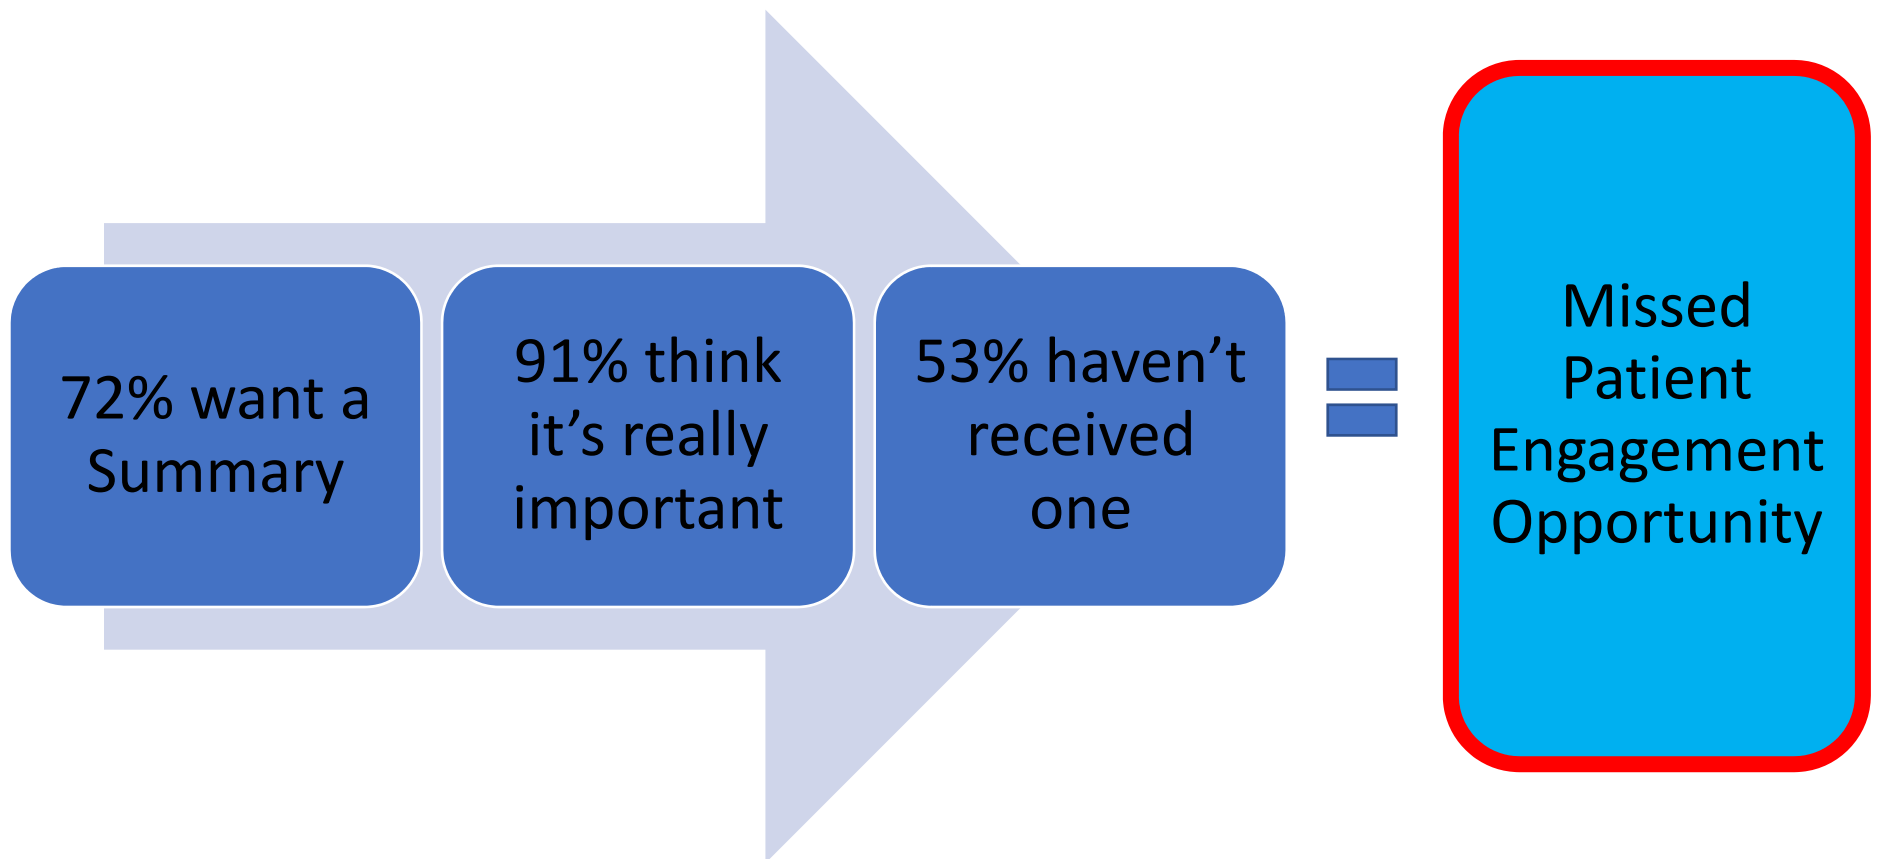 72% want a
Summary
91% think
it’s really
important
53% haven’t
received
one
Missed
Patient
Engagement
Opportunity